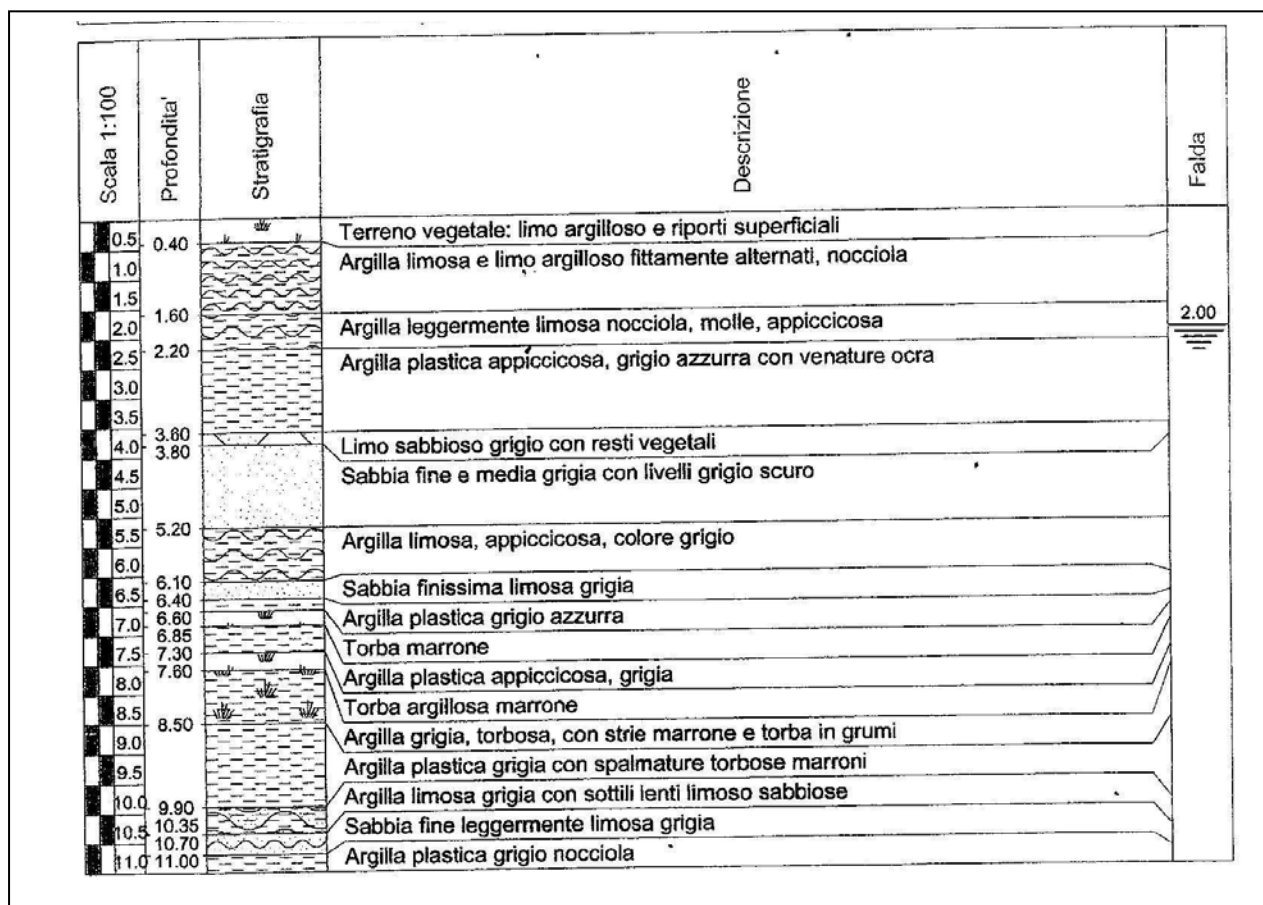 Scala 1:100
Profondita'
Stratigrafia
Descrizione
Falda
0.5
1.0
1.5
2.0
2.5
3.0
3.5
4.0
4.5
5.0
5.5
6.0
6.5
7.0
7.5
8.0
8.5
9.0
9.5
10.0
10.5
11.0
0.40
1.60
2.20
3.60
3.80
5.20
6.10
6.40
6.60
6.85
7.30
7.60
8.50
9.90
10.35
10.70
11.00
Terreno vegetale: limo argilloso e riporti superficiali
Argilla limosa e limo argilloso fittamente alternati, nocciola
Argilla leggermente limosa nocciola, molle, appiccicosa
Argilla plastica appiccicosa, grigio azzurra con venature ocra
Limo sabbioso grigio con resti vegetali
Sabbia fine e media grigia con livelli grigio scuro
Argilla limosa, appiccicosa, colore grigio
Sabbia finissima limosa grigia
Argilla plastica grigio azzurra
Torba marrone
Argilla plastica appiccicosa, grigia
Torba argillosa marrone
Argilla grigia, torbosa, con strie marrone e torba in grumi
Argilla plastica grigia con spalmature torbose marroni
Argilla limosa grigia con sottili lenti limoso sabbiose
Sabbia fine leggermente limosa grigia
Argilla plastica grigio nocciola
2.00